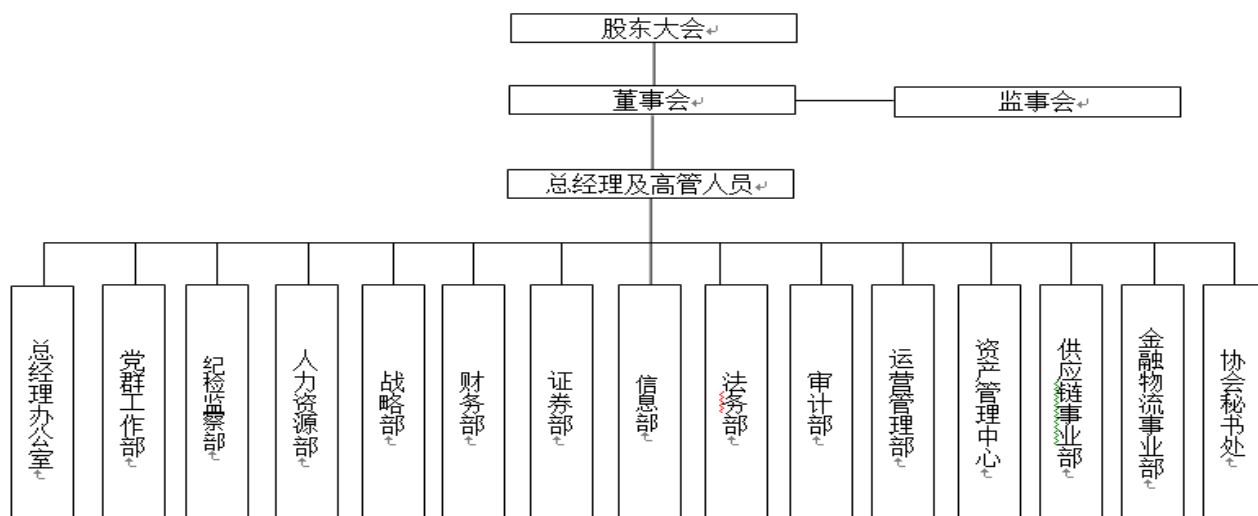 股东大会
董事会
监事会
总经理及高管人员
总经理办公室
党群工作部
纪检监察部
人力资源部
战略部
财务部
证券部
信息部
法务部
审计部
运营管理部
资产管理中心
供应链事业部
金融物流事业部
协会秘书处